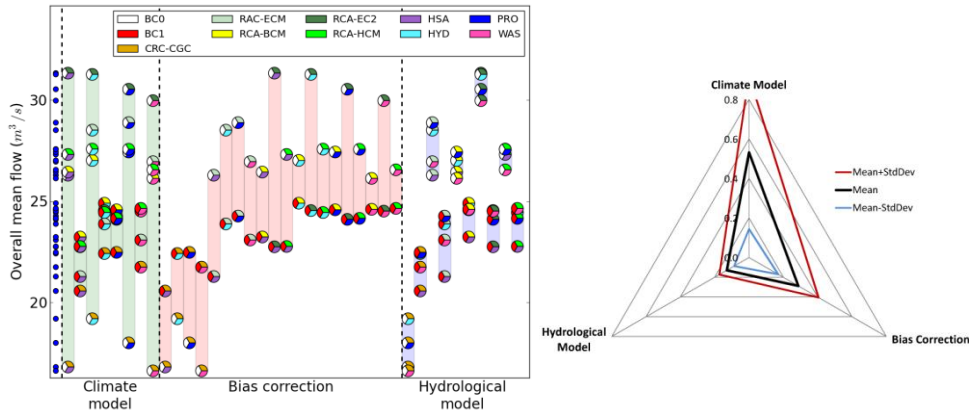 BC0
BC1
CRC-CGC
RAC-ECM
RCA-BCM
RCA-EC2
RCA-HCM
HSA
HYD
PRO
WAS
Overall mean flow (m³/s)
30
25
20
Climate
model
Bias correction
Hydrological
model
Climate Model
0.8
0.6
0.4
0.2
0.0
Hydrological
Model
Bias Correction
Mean+StdDev
Mean
Mean-StdDev